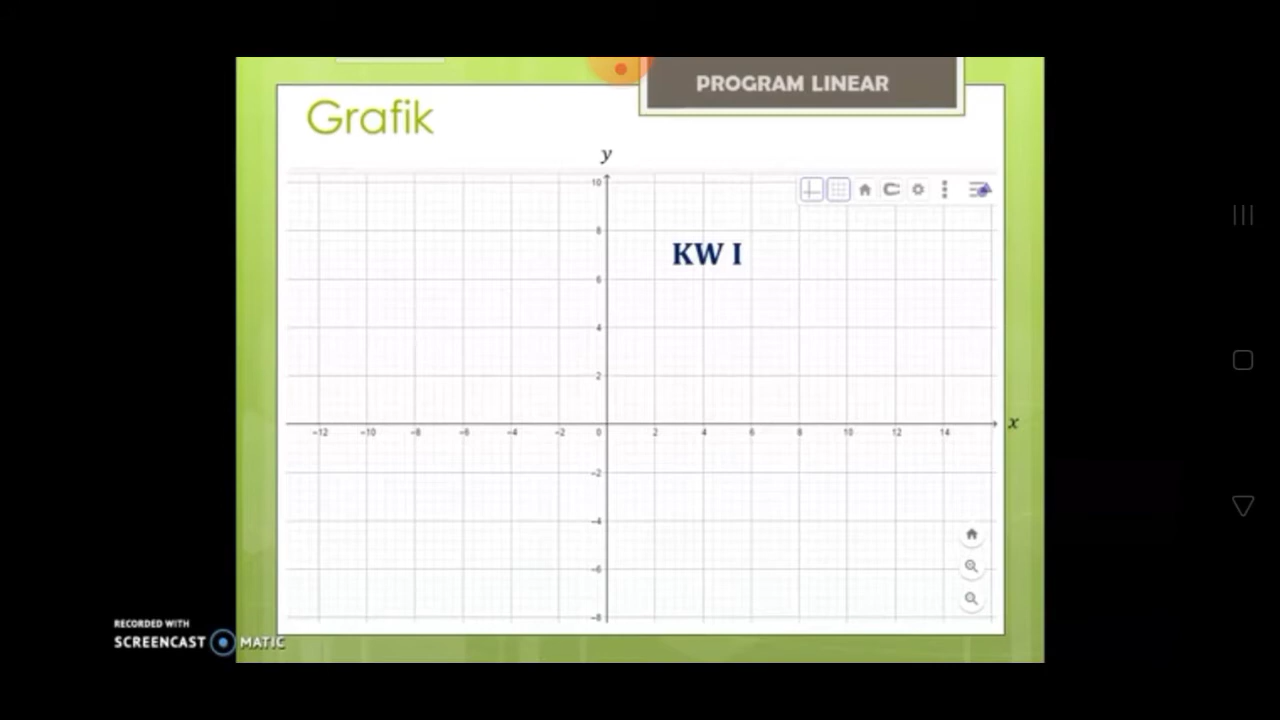 PROGRAM LINEAR
Grafik
y
10
8
KW I
6
4
2
-12 -10 -8 -6 -4 -2 0 2 4 6 8 10 12 14 x
-2
-4
-6
-8
RECORDED WITH
SCREENCAST MATIC